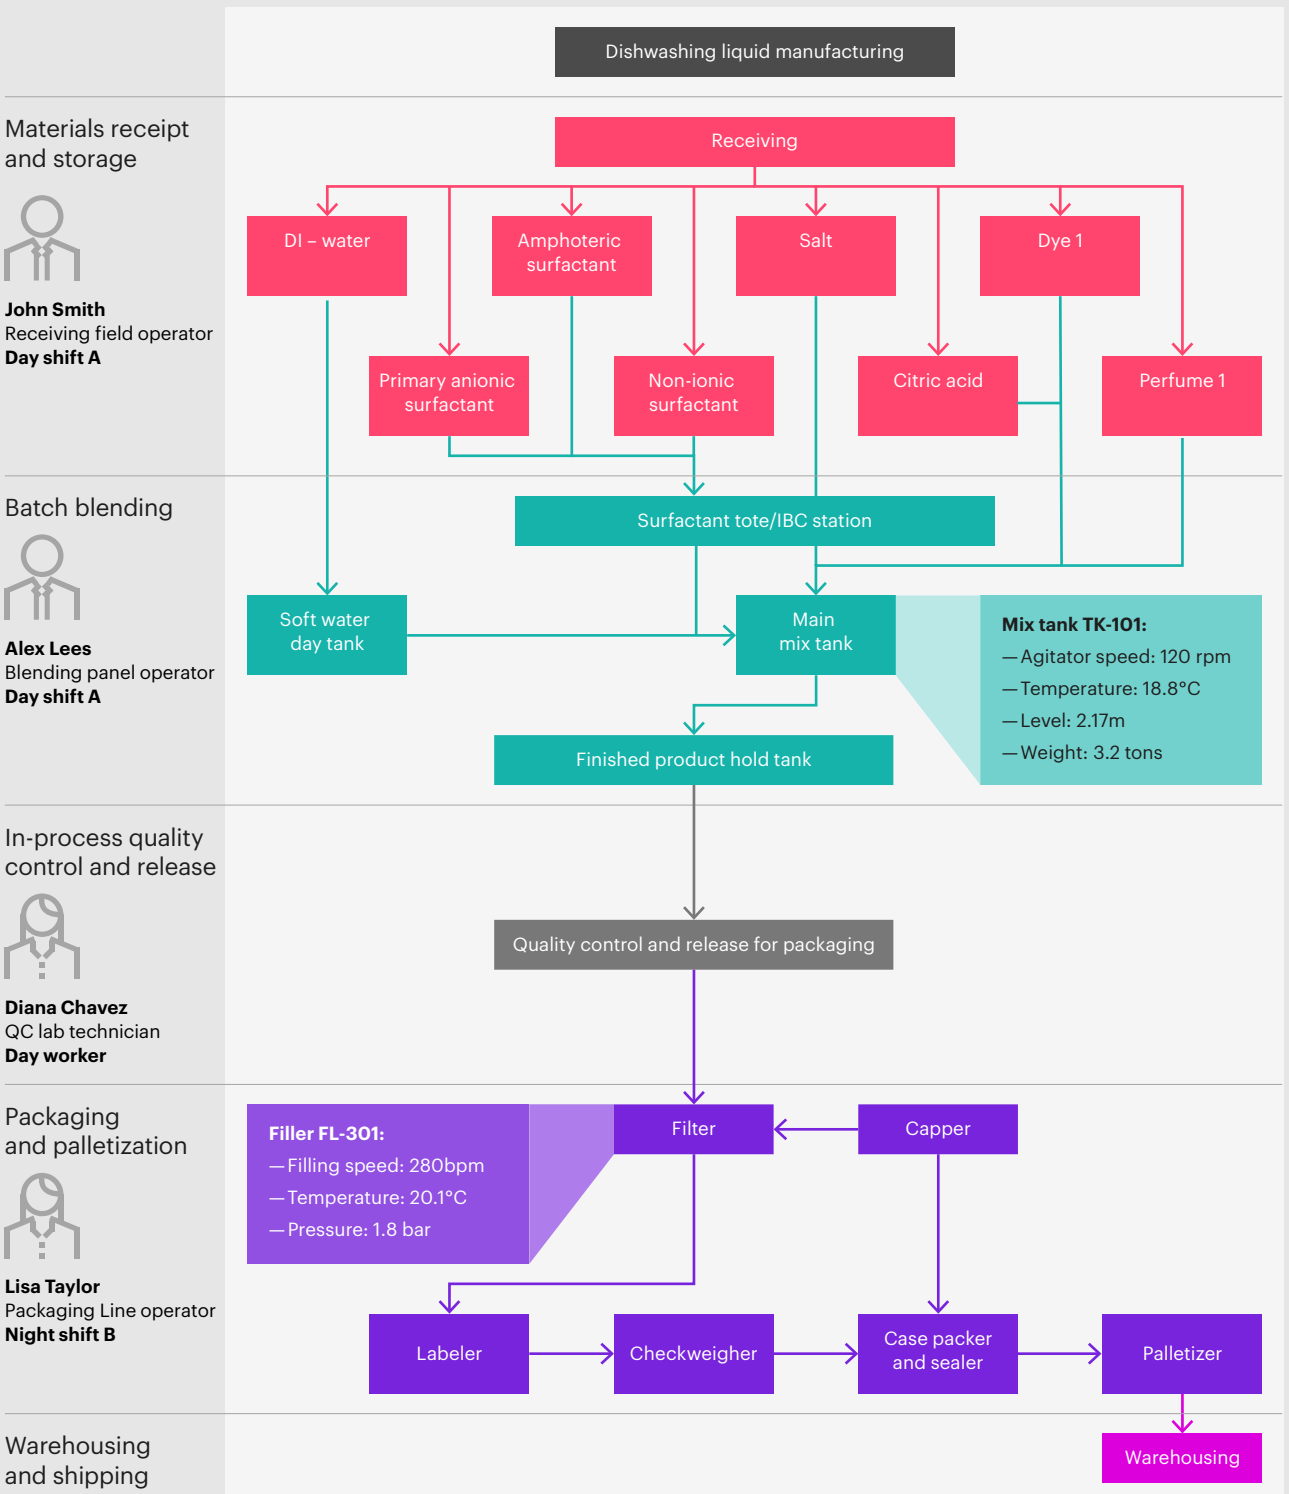 Dishwashing liquid manufacturing
Materials receipt
and storage
John Smith
Receiving field operator
Day shift A
Receiving
DI – water
Amphoteric
surfactant
Salt
Dye 1
Primary anionic
surfactant
Non-ionic
surfactant
Citric acid
Perfume 1
Batch blending
Alex Lees
Blending panel operator
Day shift A
Surfactant tote/IBC station
Soft water
day tank
Main
mix tank
Mix tank TK-101:
— Agitator speed: 120 rpm
— Temperature: 18.8°C
— Level: 2.17m
— Weight: 3.2 tons
Finished product hold tank
In-process quality
control and release
Diana Chavez
QC lab technician
Day worker
Quality control and release for packaging
Packaging
and palletization
Lisa Taylor
Packaging Line operator
Night shift B
Filler FL-301:
— Filling speed: 280bpm
— Temperature: 20.1°C
— Pressure: 1.8 bar
Filter
Capper
Labeler
Checkweigher
Case packer
and sealer
Palletizer
Warehousing
and shipping
Warehousing